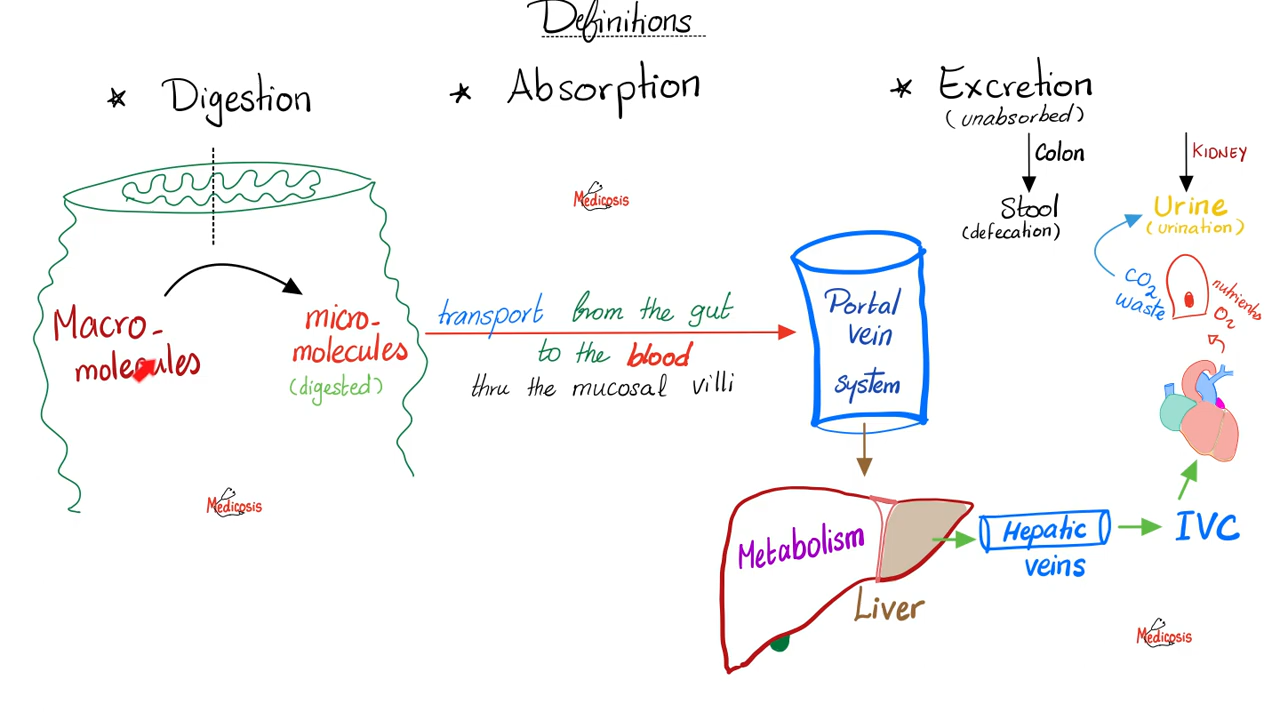 Definitions
* Digestion
* Absorption
* Excretion
(unabsorbed)
Colon
KIDNEY
Stool
(defecation)
Urine
(urination)
Medicosis
CO2
waste
nutrients
O2
Macro-
molecules
micro-
molecules
(digested)
transport from the gut
to the blood
thru the mucosal villi
Portal
vein
system
Medicosis
Metabolism
Liver
Hepatic
veins
IVC
Medicosis